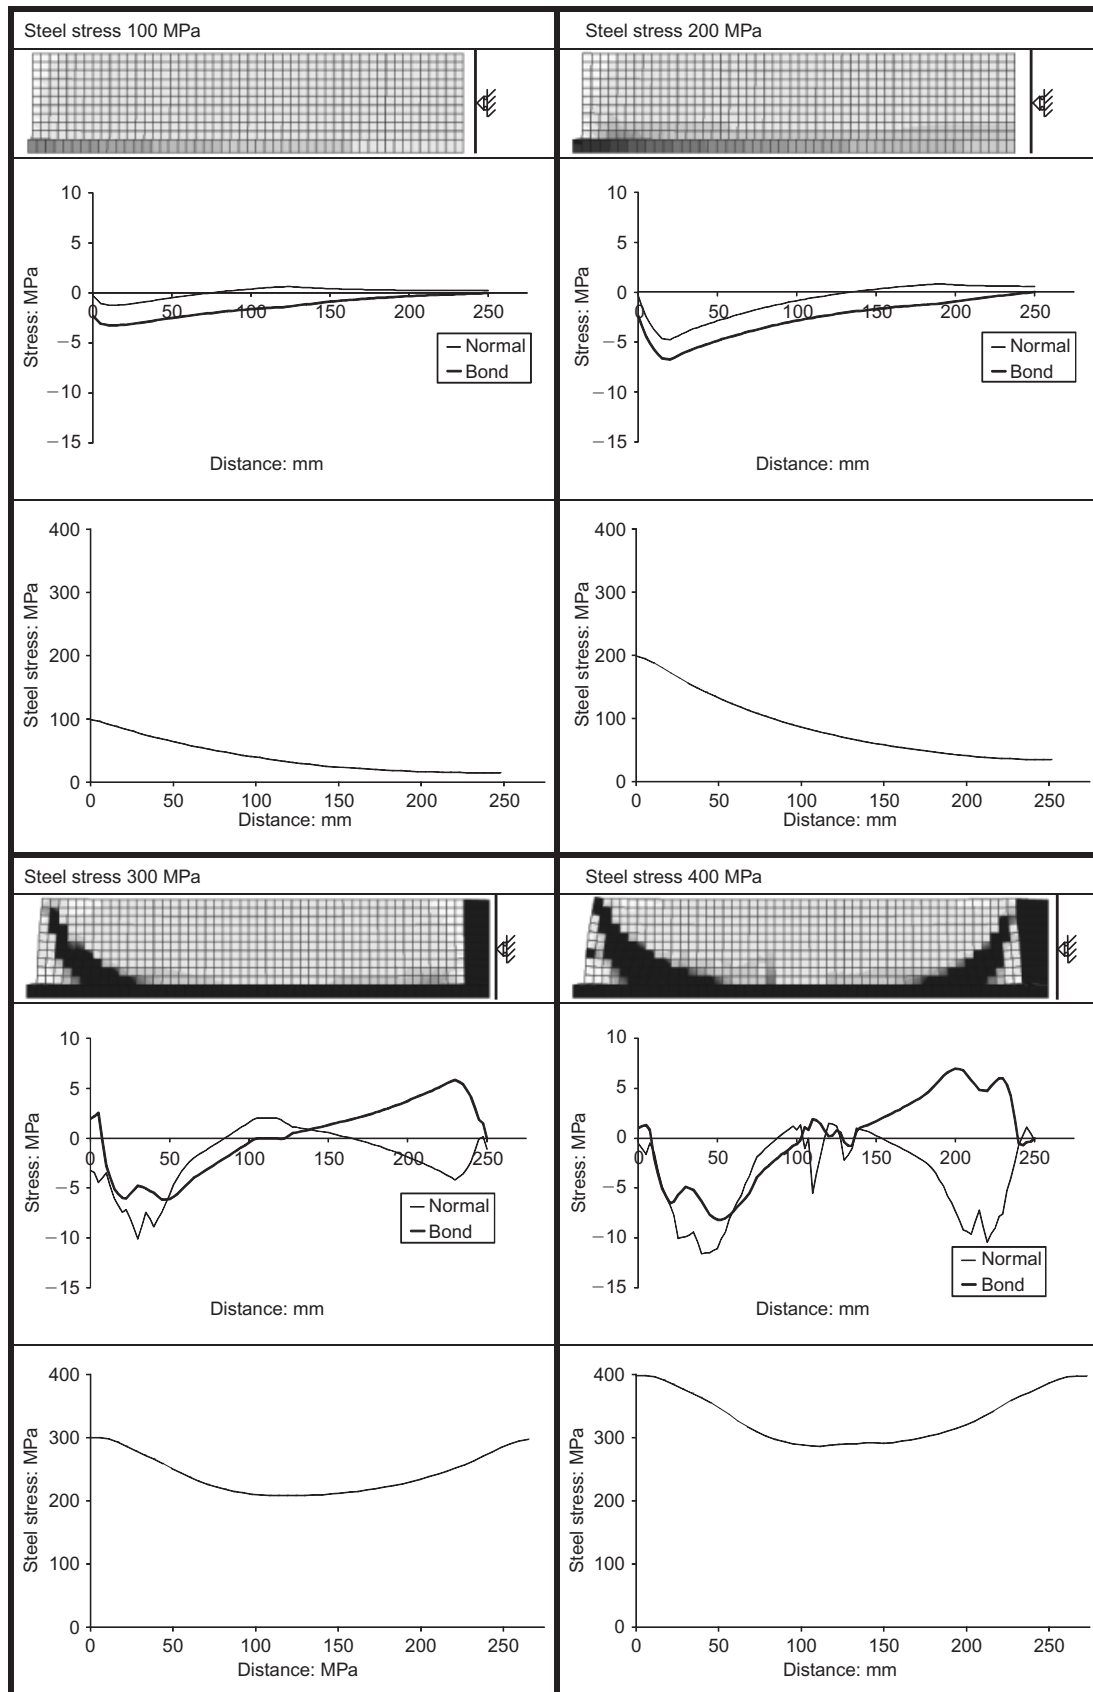 Steel stress 100 MPa
Steel stress 200 MPa
10
5
0
−5
−10
−15
Stress: MPa
0 50 100 150 200 250
Normal
Bond
Distance: mm
10
5
0
−5
−10
−15
Stress: MPa
0 50 100 150 200 250
Normal
Bond
Distance: mm
400
300
200
100
0
Steel stress: MPa
0 50 100 150 200 250
Distance: mm
400
300
200
100
0
Steel stress: MPa
0 50 100 150 200 250
Distance: mm
Steel stress 300 MPa
Steel stress 400 MPa
10
5
0
−5
−10
−15
Stress: MPa
0 50 100 150 200 250
Normal
Bond
Distance: mm
10
5
0
−5
−10
−15
Stress: MPa
0 50 100 150 200 250
Normal
Bond
Distance: mm
400
300
200
100
0
Steel stress: MPa
0 50 100 150 200 250
Distance: MPa
400
300
200
100
0
Steel stress: MPa
0 50 100 150 200 250
Distance: mm